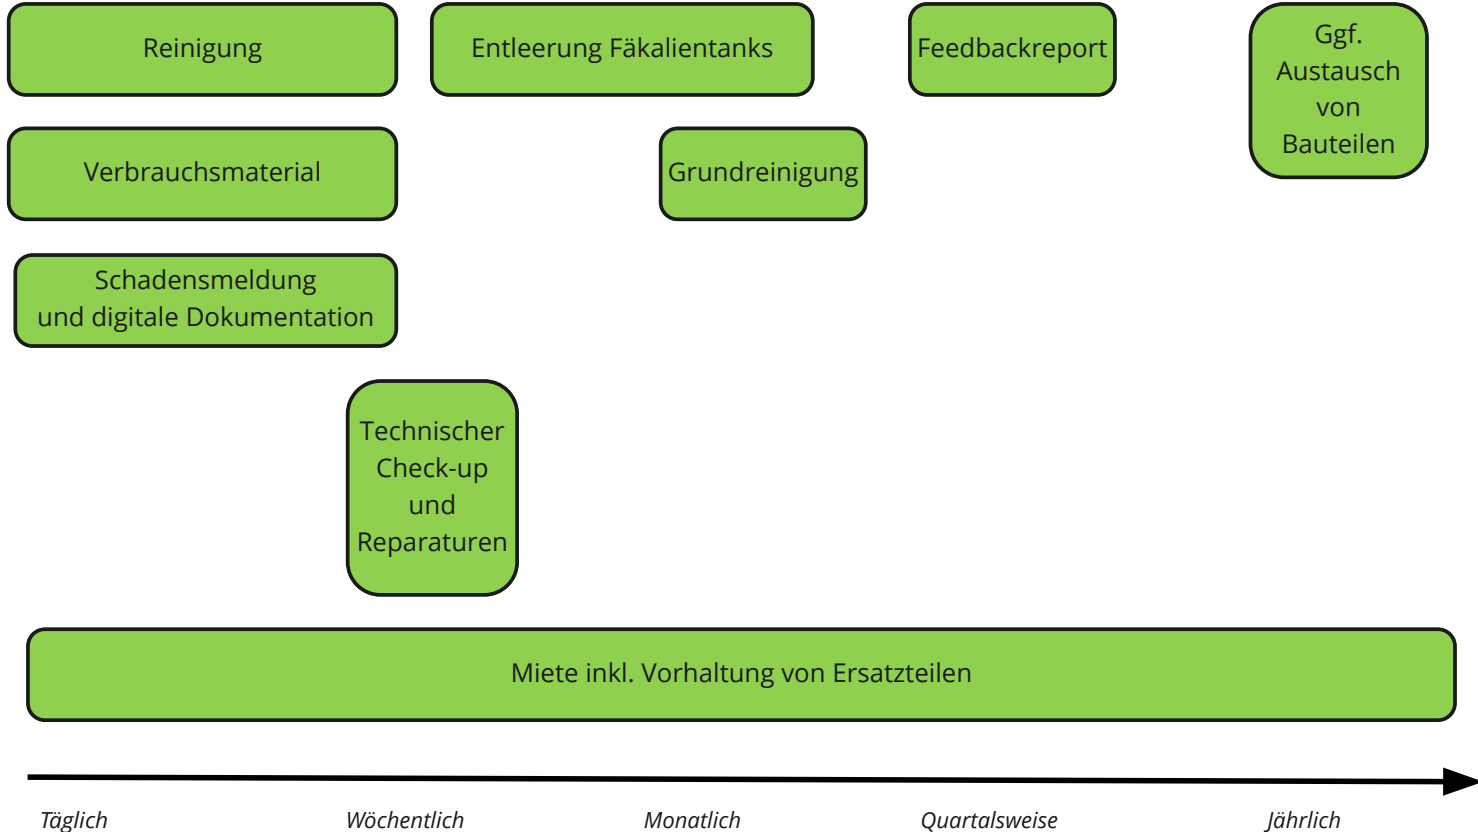 Reinigung
Entleerung Fäkalientanks
Feedbackreport
Ggf.
Austausch
von
Bauteilen
Verbrauchsmaterial
Grundreinigung
Schadensmeldung
und digitale Dokumentation
Technischer
Check-up
und
Reparaturen
Miete inkl. Vorhaltung von Ersatzteilen
Täglich
Wöchentlich
Monatlich
Quartalsweise
Jährlich